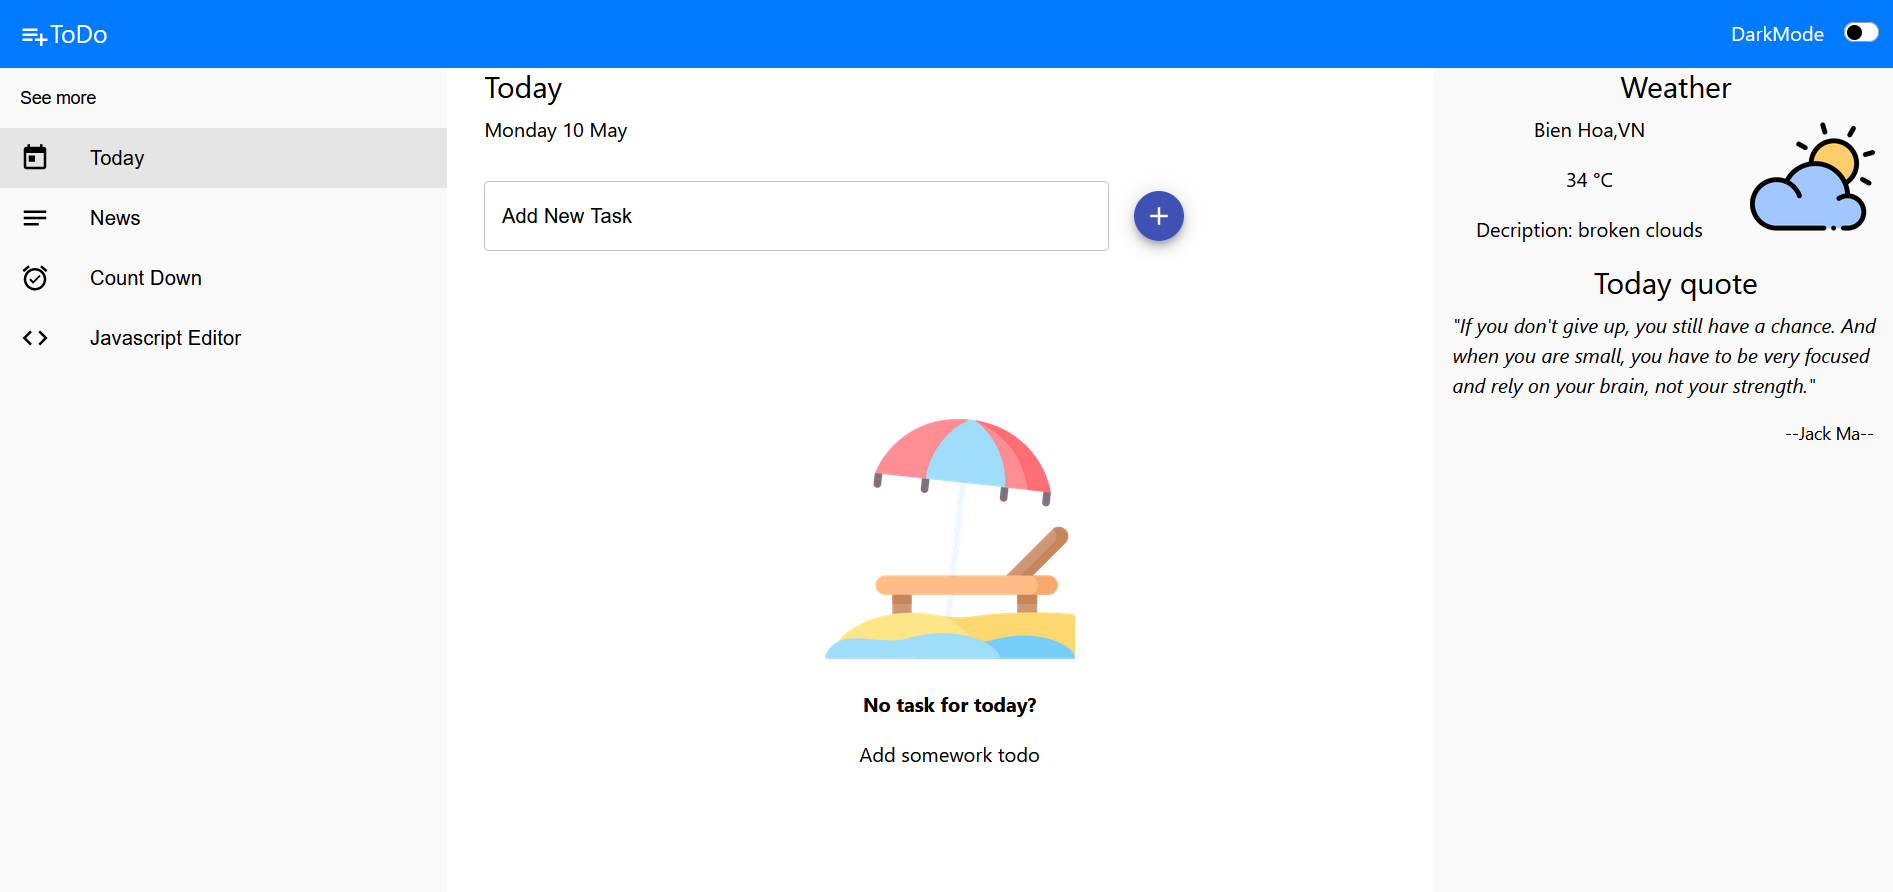 ToDo
DarkMode
See more
Today
News
Count Down
Javascript Editor
Today
Monday 10 May
Add New Task
No task for today?
Add somework todo
Weather
Bien Hoa,VN
34 °C
Decription: broken clouds
Today quote
"If you don't give up, you still have a chance. And
when you are small, you have to be very focused
and rely on your brain, not your strength."
--Jack Ma--